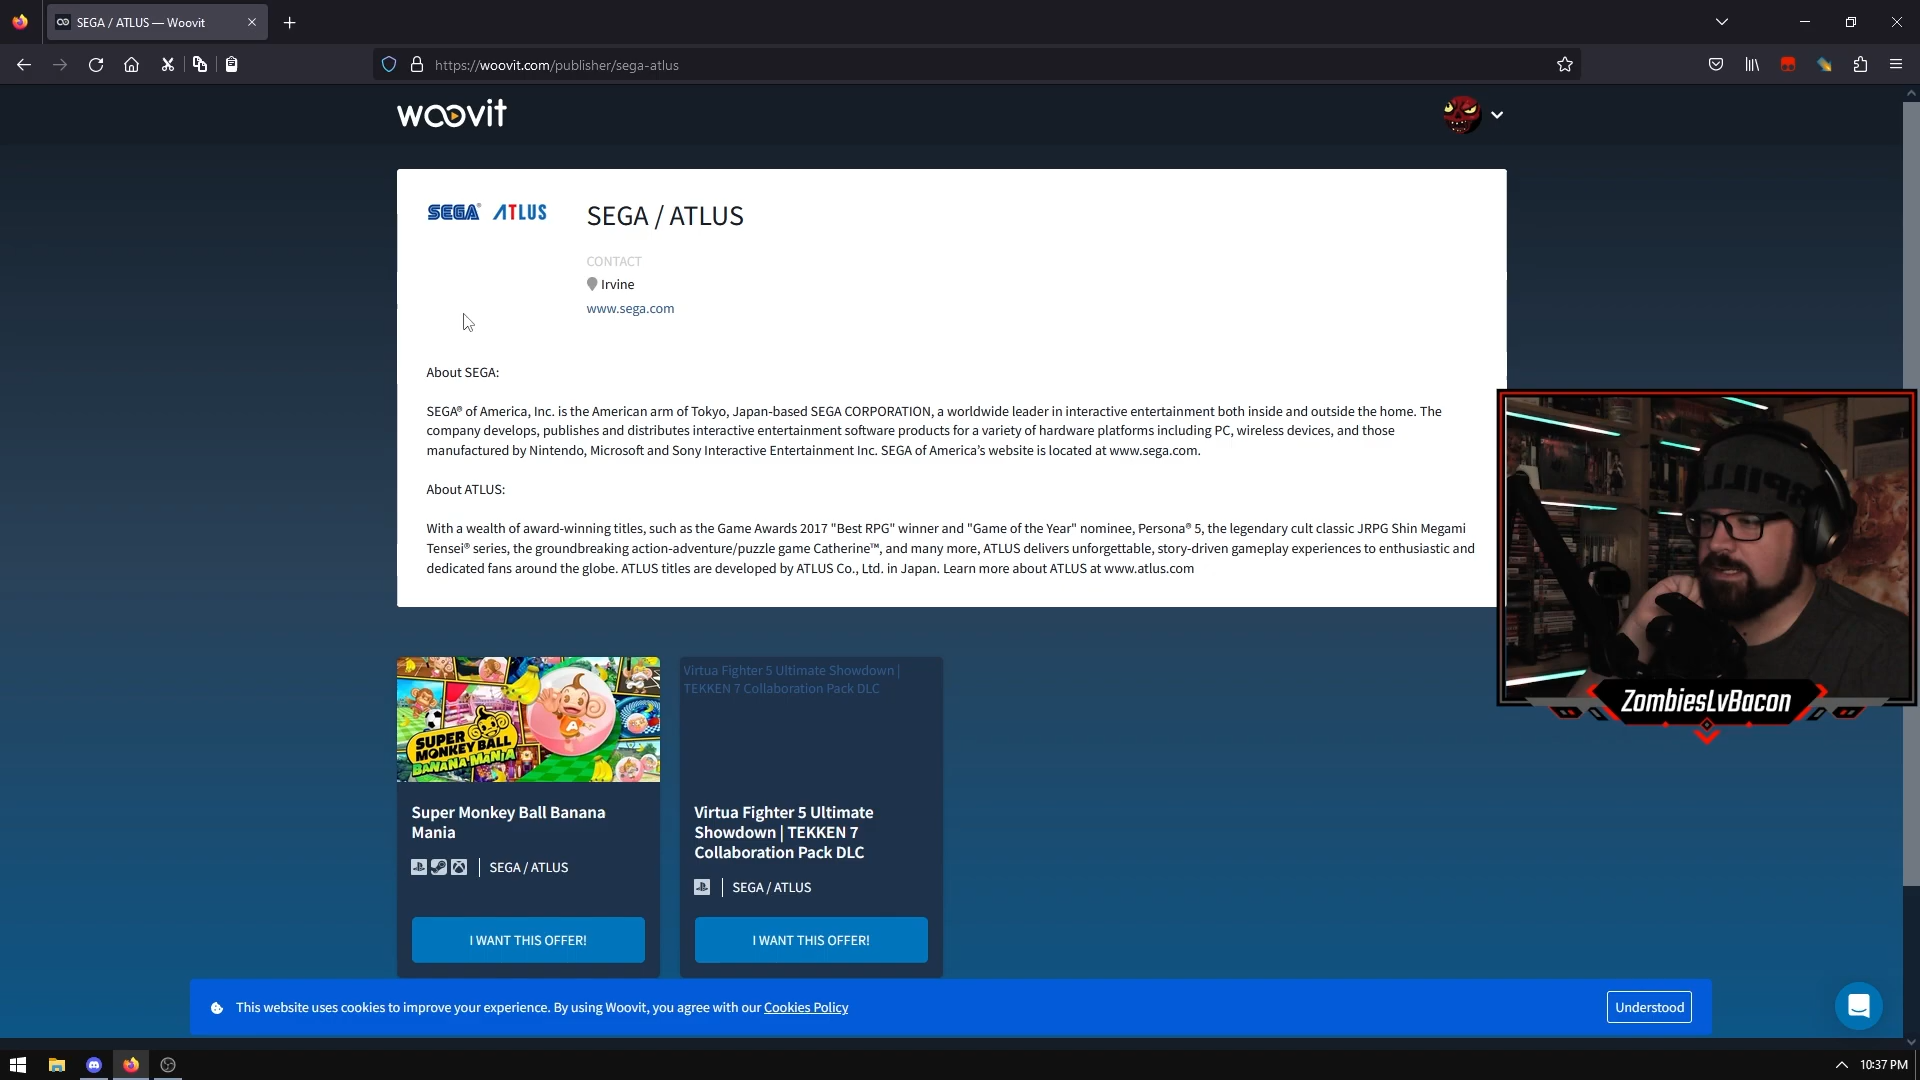 SEGA / ATLUS — Woovit
https://woovit.com/publisher/sega-atlus
woovit
SEGA® ATLUS
SEGA / ATLUS
CONTACT
Irvine
www.sega.com
About SEGA:
SEGA® of America, Inc. is the American arm of Tokyo, Japan-based SEGA CORPORATION, a worldwide leader in interactive entertainment both inside and outside the home. The
company develops, publishes and distributes interactive entertainment software products for a variety of hardware platforms including PC, wireless devices, and those
manufactured by Nintendo, Microsoft and Sony Interactive Entertainment Inc. SEGA of America’s website is located at www.sega.com.
About ATLUS:
With a wealth of award-winning titles, such as the Game Awards 2017 "Best RPG" winner and "Game of the Year" nominee, Persona® 5, the legendary cult classic JRPG Shin Megami
Tensei® series, the groundbreaking action-adventure/puzzle game Catherine™, and many more, ATLUS delivers unforgettable, story-driven gameplay experiences to enthusiastic and
dedicated fans around the globe. ATLUS titles are developed by ATLUS Co., Ltd. in Japan. Learn more about ATLUS at www.atlus.com
ZombiesLvBacon
SUPER
MONKEY BALL
BANANA MANIA
Virtua Fighter 5 Ultimate Showdown |
TEKKEN 7 Collaboration Pack DLC
Super Monkey Ball Banana
Mania
SEGA / ATLUS
I WANT THIS OFFER!
Virtua Fighter 5 Ultimate
Showdown | TEKKEN 7
Collaboration Pack DLC
SEGA / ATLUS
I WANT THIS OFFER!
This website uses cookies to improve your experience. By using Woovit, you agree with our Cookies Policy
Understood
10:37 PM